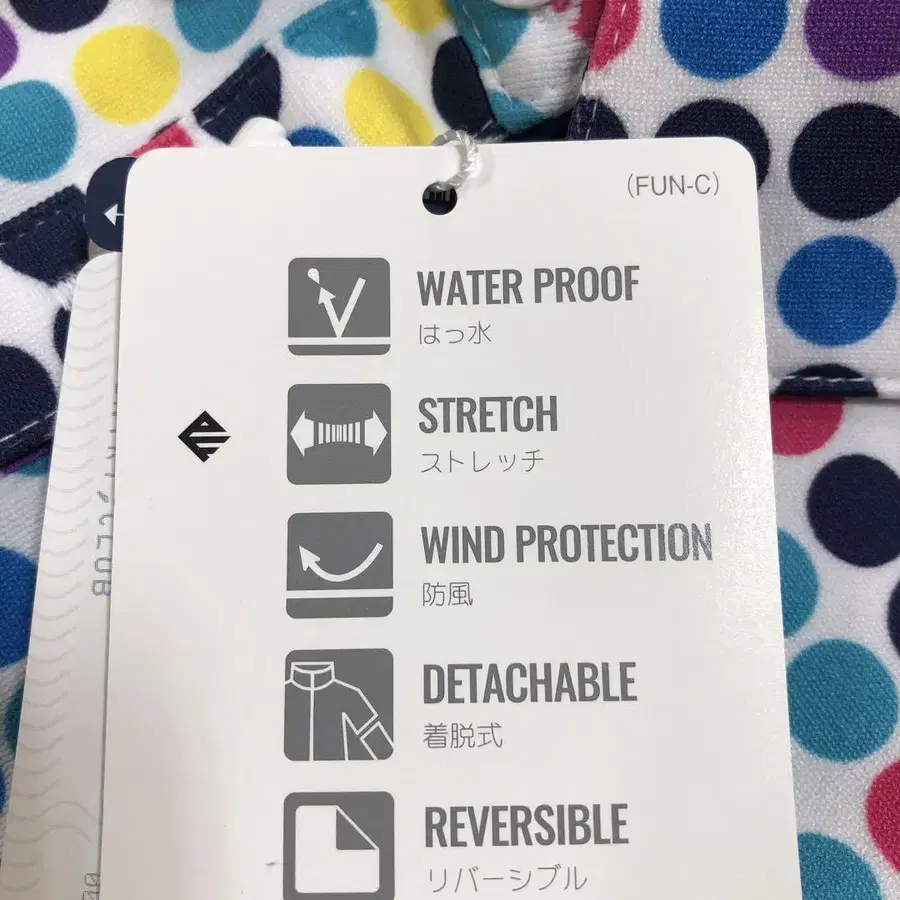 (FUN-C)
WATER PROOF
はっ水
STRETCH
ストレッチ
WIND PROTECTION
防風
DETACHABLE
着脱式
REVERSIBLE
リバーシブル
CLUB